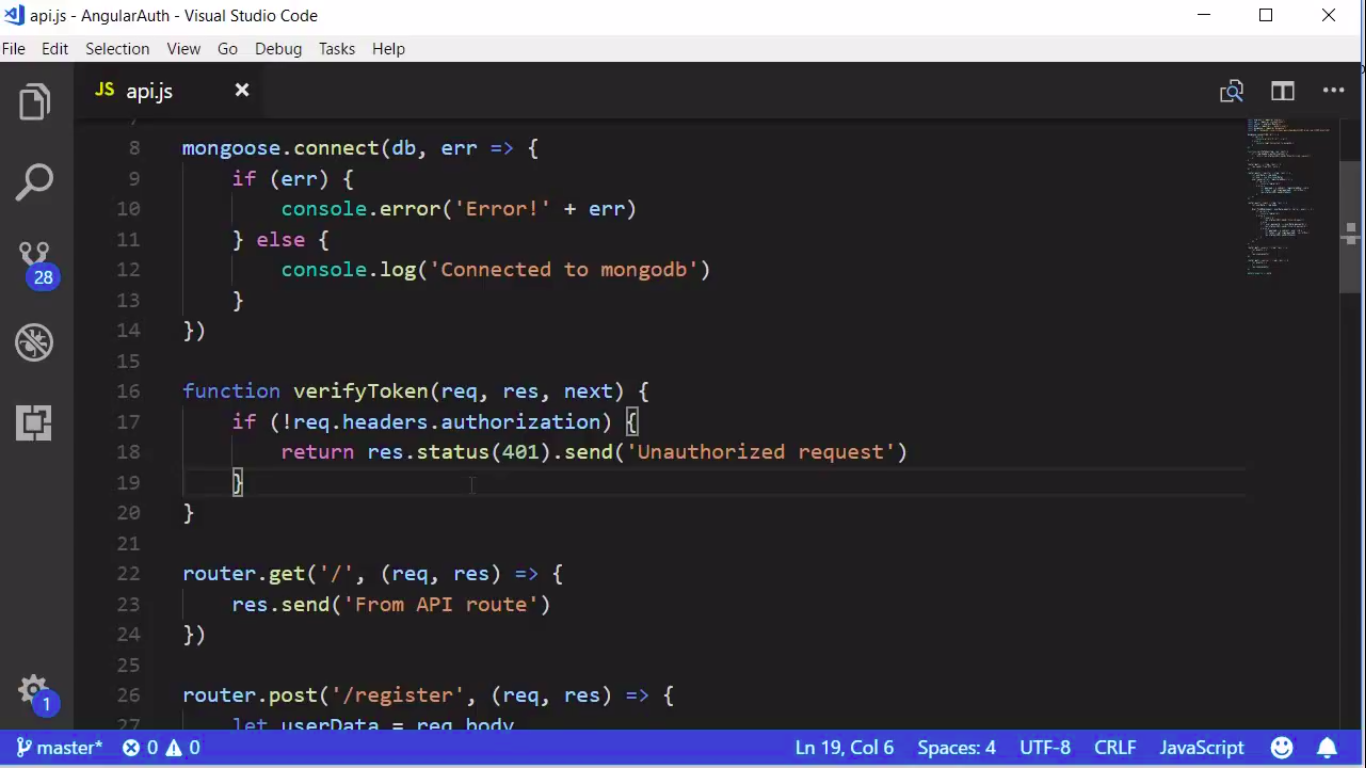 api.js - AngularAuth - Visual Studio Code
File Edit Selection View Go Debug Tasks Help
JS api.js
8 mongoose.connect(db, err => {
9 if (err) {
10 console.error('Error!' + err)
11 } else {
12 console.log('Connected to mongodb')
13 }
14 })
15
16 function verifyToken(req, res, next) {
17 if (!req.headers.authorization) {
18 return res.status(401).send('Unauthorized request')
19 }
20 }
21
22 router.get('/', (req, res) => {
23 res.send('From API route')
24 })
25
26 router.post('/register', (req, res) => {
27 let userData = req.body
28
1
master* 0 0 Ln 19, Col 6 Spaces: 4 UTF-8 CRLF JavaScript